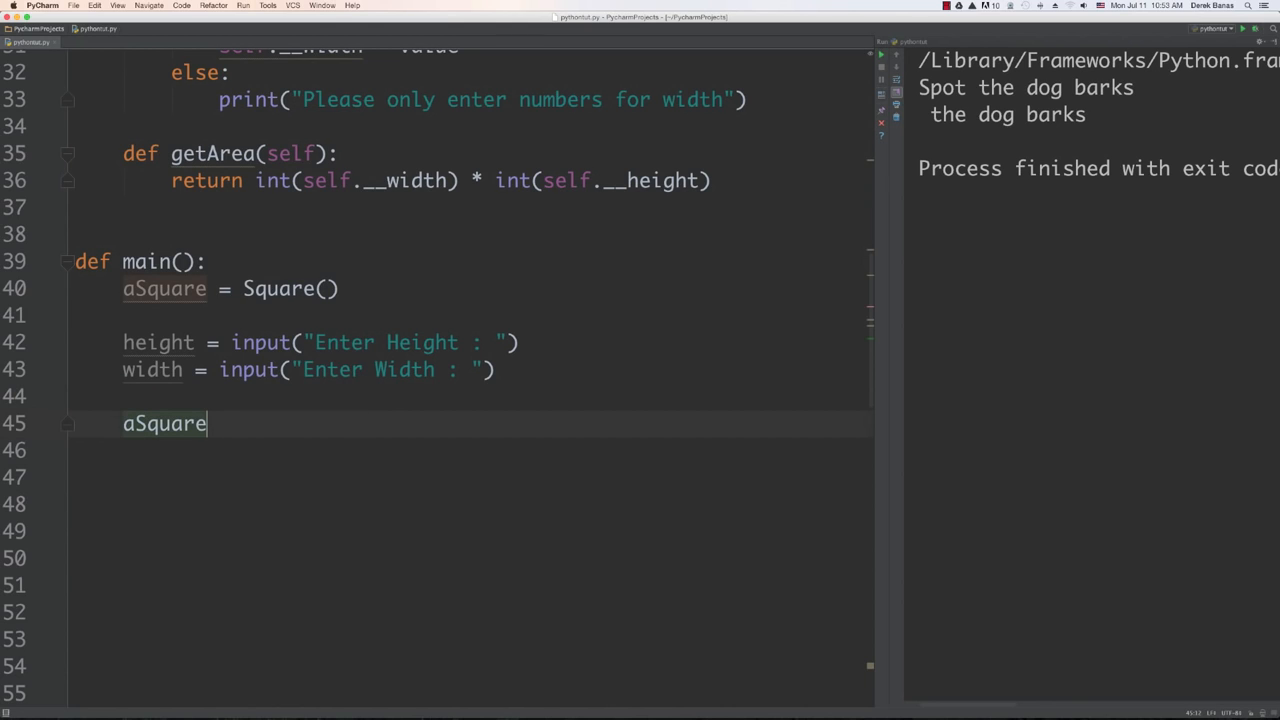 PyCharm File Edit View Navigate Code Refactor Run Tools VCS Window Help 10 Mon Jul 11 10:53 AM Derek Banas
pythontut.py - PycharmProjects - [~/PycharmProjects]
PycharmProjects pythontut.py pythontut
pythontut.py Run pythontut
31 self.__width value
32 else:
33 print("Please only enter numbers for width")
34
35 def getArea(self):
36 return int(self.__width) * int(self.__height)
37
38
39 def main():
40 aSquare = Square()
41
42 height = input("Enter Height : ")
43 width = input("Enter Width : ")
44
45 aSquare
46
47
48
49
50
51
52
53
54
55
/Library/Frameworks/Python.fra
Spot the dog barks
the dog barks
Process finished with exit cod
45:12 LF÷ UTF-8÷